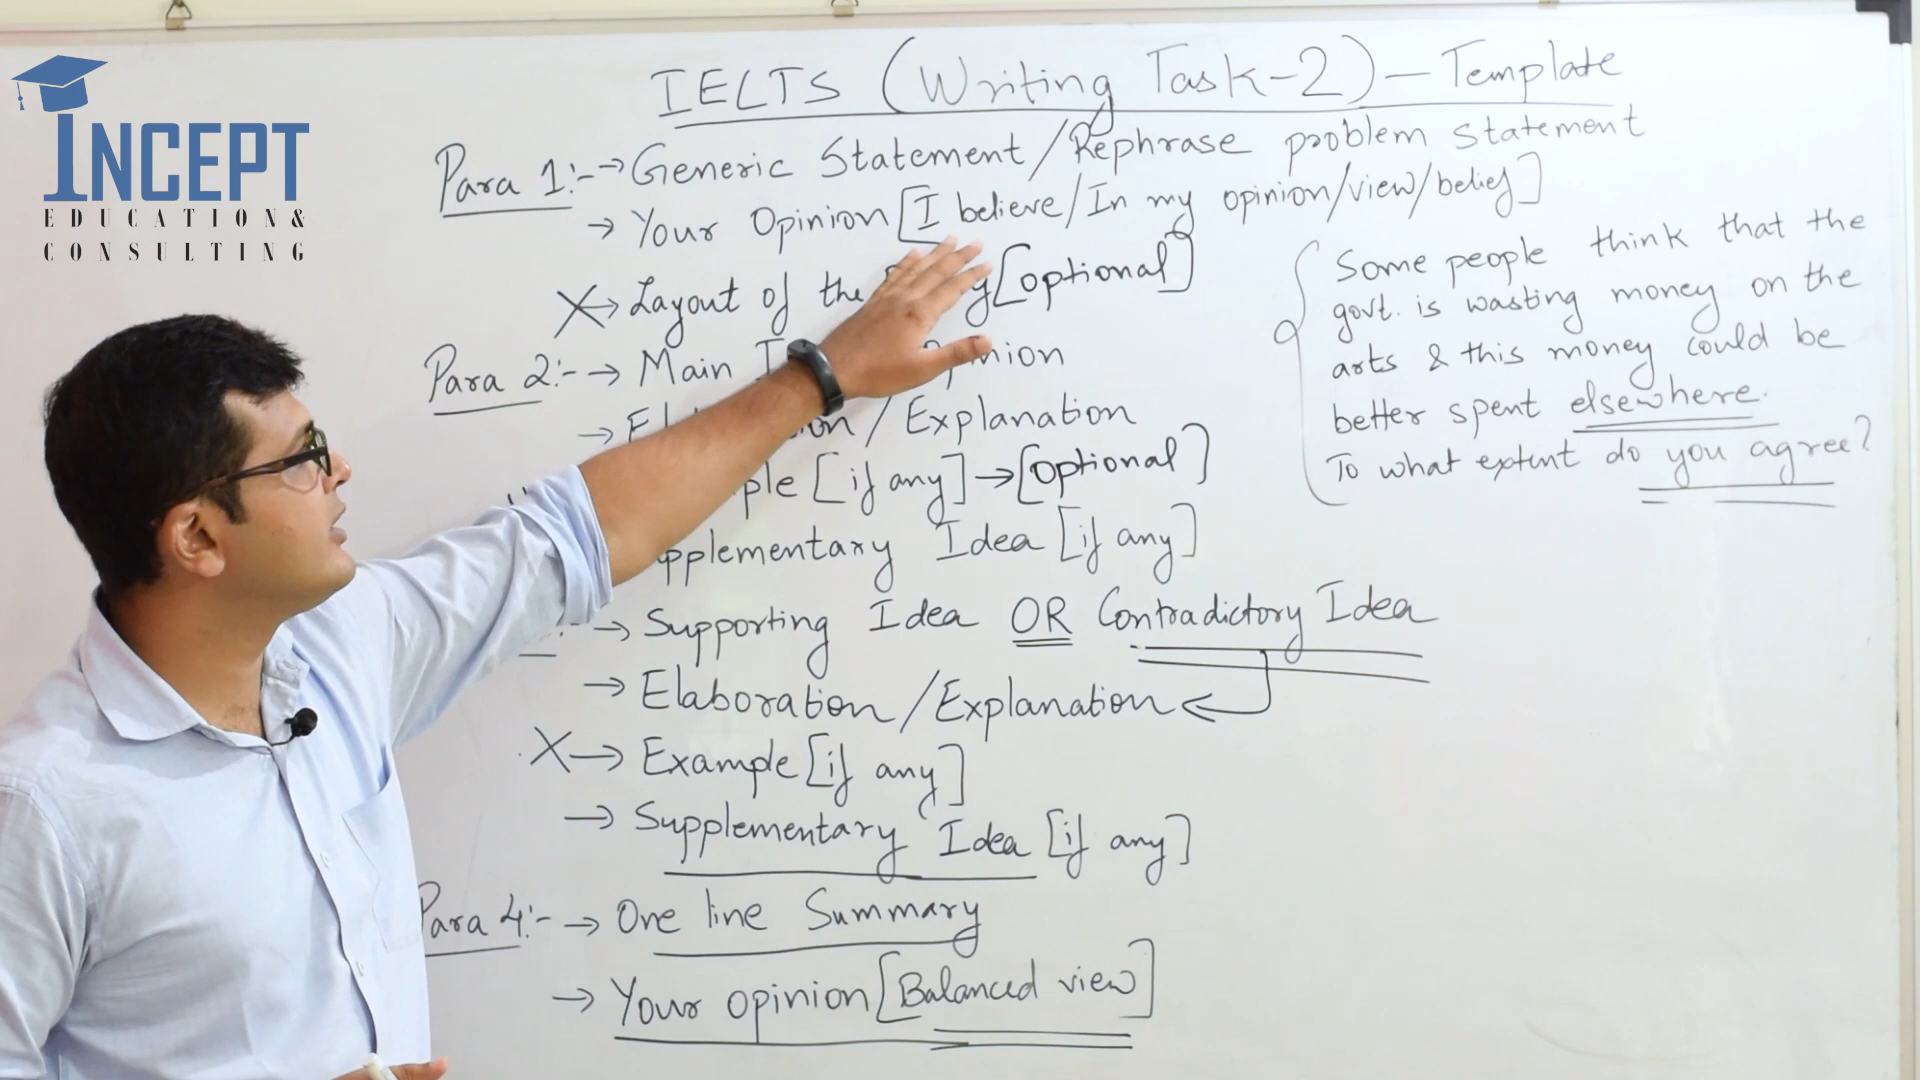 INCEPT
EDUCATION &
CONSULTING
IELTS (Writing Task-2) - Template
Para 1:- → Generic Statement/Rephrase problem statement
→ Your Opinion [I believe/In my opinion/view/belief]
X→ Layout of the [optional]
Para 2:- → Main
→ / Explanation
[if any] → [Optional]
Idea [if any]
→ Supporting Idea OR Contradictory Idea
→ Elaboration/Explanation
X→ Example [if any]
→ Supplementary Idea [if any]
Para 4:- → One line Summary
→ Your opinion [Balanced view]
Some people think that the
govt. is wasting money on the
arts & this money could be
better spent elsewhere.
To what extent do you agree?